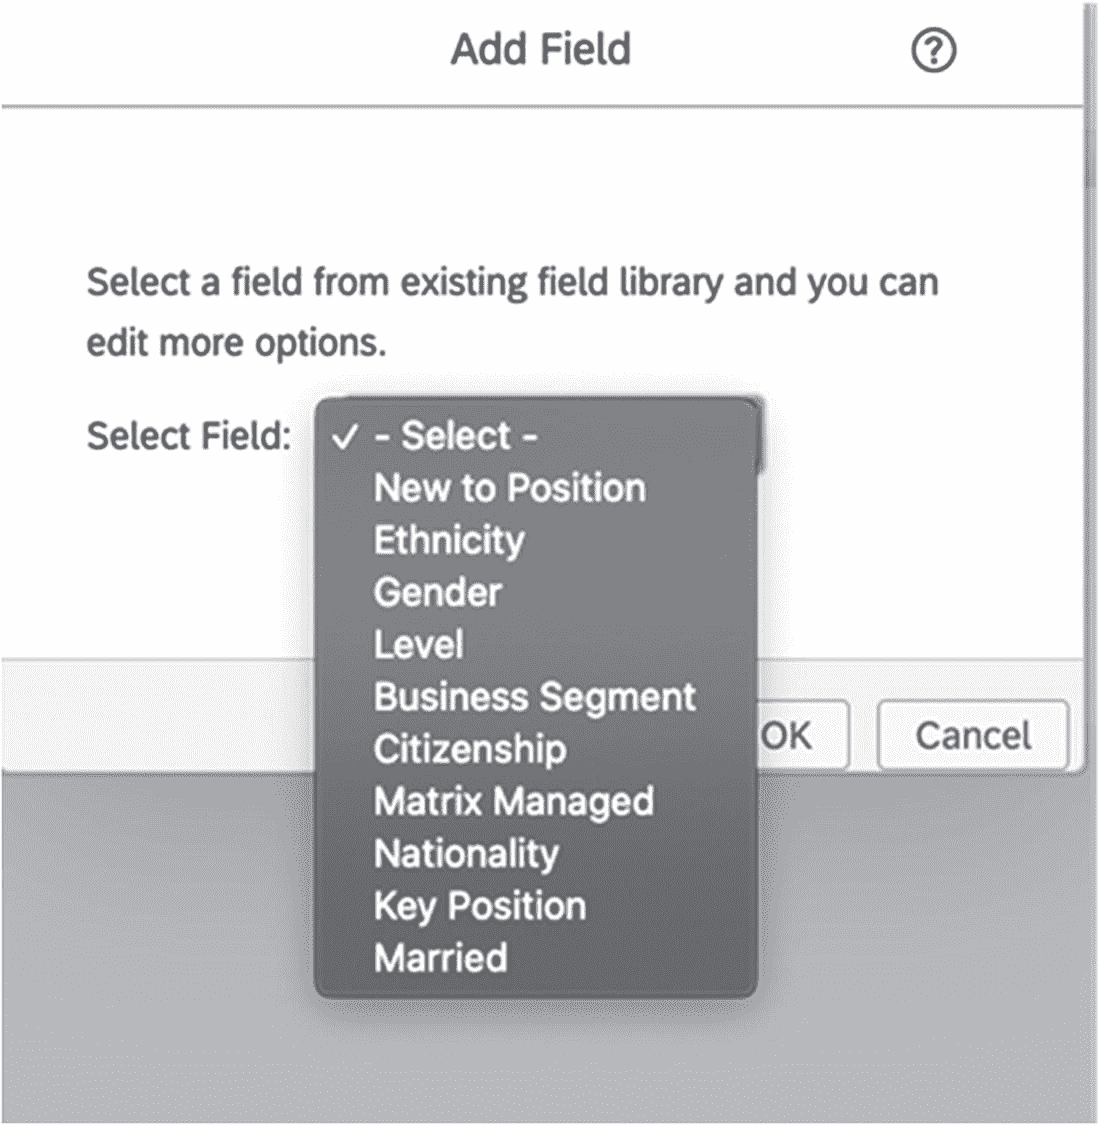 Add Field
?
Select a field from existing field library and you can
edit more options.
Select Field:
✓ - Select -
New to Position
Ethnicity
Gender
Level
Business Segment
Citizenship
Matrix Managed
Nationality
Key Position
Married
OK
Cancel